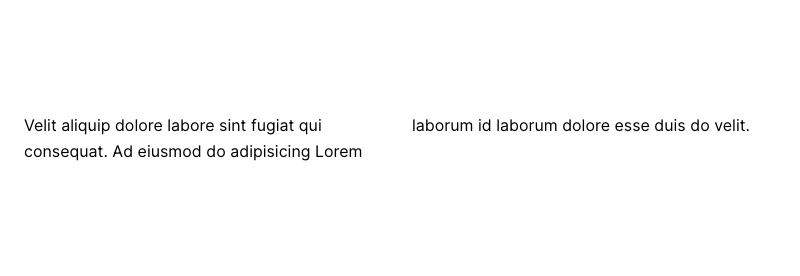 Velit aliquip dolore labore sint fugiat qui
consequat. Ad eiusmod do adipisicing Lorem
laborum id laborum dolore esse duis do velit.